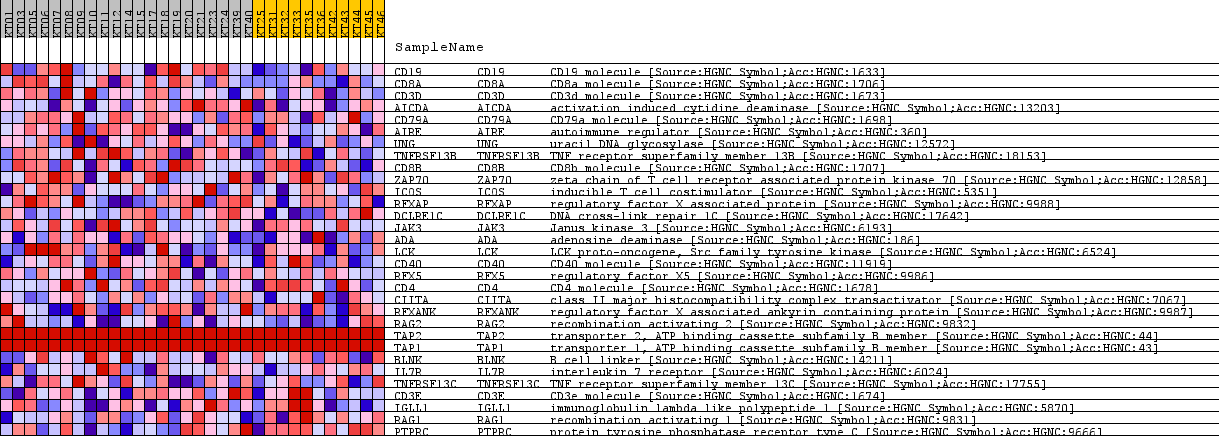 KT01 KT03 KT05 KT06 KT07 KT08 KT09 KT10 KT11 KT12 KT14 KT15 KT17 KT18 KT19 KT20 KT21 KT23 KT24 KT39 KT40 KT25 KT31 KT32 KT33 KT35 KT36 KT42 KT43 KT44 KT45 KT46
SampleName
CD19 CD19 CD19 molecule [Source:HGNC Symbol;Acc:HGNC:1633]
CD8A CD8A CD8a molecule [Source:HGNC Symbol;Acc:HGNC:1706]
CD3D CD3D CD3d molecule [Source:HGNC Symbol;Acc:HGNC:1673]
AICDA AICDA activation induced cytidine deaminase [Source:HGNC Symbol;Acc:HGNC:13203]
CD79A CD79A CD79a molecule [Source:HGNC Symbol;Acc:HGNC:1698]
AIRE AIRE autoimmune regulator [Source:HGNC Symbol;Acc:HGNC:360]
UNG UNG uracil DNA glycosylase [Source:HGNC Symbol;Acc:HGNC:12572]
TNFRSF13B TNFRSF13B TNF receptor superfamily member 13B [Source:HGNC Symbol;Acc:HGNC:18153]
CD8B CD8B CD8b molecule [Source:HGNC Symbol;Acc:HGNC:1707]
ZAP70 ZAP70 zeta chain of T cell receptor associated protein kinase 70 [Source:HGNC Symbol;Acc:HGNC:12858]
ICOS ICOS inducible T cell costimulator [Source:HGNC Symbol;Acc:HGNC:5351]
RFXAP RFXAP regulatory factor X associated protein [Source:HGNC Symbol;Acc:HGNC:9988]
DCLRE1C DCLRE1C DNA cross-link repair 1C [Source:HGNC Symbol;Acc:HGNC:17642]
JAK3 JAK3 Janus kinase 3 [Source:HGNC Symbol;Acc:HGNC:6193]
ADA ADA adenosine deaminase [Source:HGNC Symbol;Acc:HGNC:186]
LCK LCK LCK proto-oncogene, Src family tyrosine kinase [Source:HGNC Symbol;Acc:HGNC:6524]
CD40 CD40 CD40 molecule [Source:HGNC Symbol;Acc:HGNC:11919]
RFX5 RFX5 regulatory factor X5 [Source:HGNC Symbol;Acc:HGNC:9986]
CD4 CD4 CD4 molecule [Source:HGNC Symbol;Acc:HGNC:1678]
CIITA CIITA class II major histocompatibility complex transactivator [Source:HGNC Symbol;Acc:HGNC:7067]
RFXANK RFXANK regulatory factor X associated ankyrin containing protein [Source:HGNC Symbol;Acc:HGNC:9987]
RAG2 RAG2 recombination activating 2 [Source:HGNC Symbol;Acc:HGNC:9832]
TAP2 TAP2 transporter 2, ATP binding cassette subfamily B member [Source:HGNC Symbol;Acc:HGNC:44]
TAP1 TAP1 transporter 1, ATP binding cassette subfamily B member [Source:HGNC Symbol;Acc:HGNC:43]
BLNK BLNK B cell linker [Source:HGNC Symbol;Acc:HGNC:14211]
IL7R IL7R interleukin 7 receptor [Source:HGNC Symbol;Acc:HGNC:6024]
TNFRSF13C TNFRSF13C TNF receptor superfamily member 13C [Source:HGNC Symbol;Acc:HGNC:17755]
CD3E CD3E CD3e molecule [Source:HGNC Symbol;Acc:HGNC:1674]
IGLL1 IGLL1 immunoglobulin lambda like polypeptide 1 [Source:HGNC Symbol;Acc:HGNC:5870]
RAG1 RAG1 recombination activating 1 [Source:HGNC Symbol;Acc:HGNC:9831]
PTPRC PTPRC protein tyrosine phosphatase receptor type C [Source:HGNC Symbol;Acc:HGNC:9666]